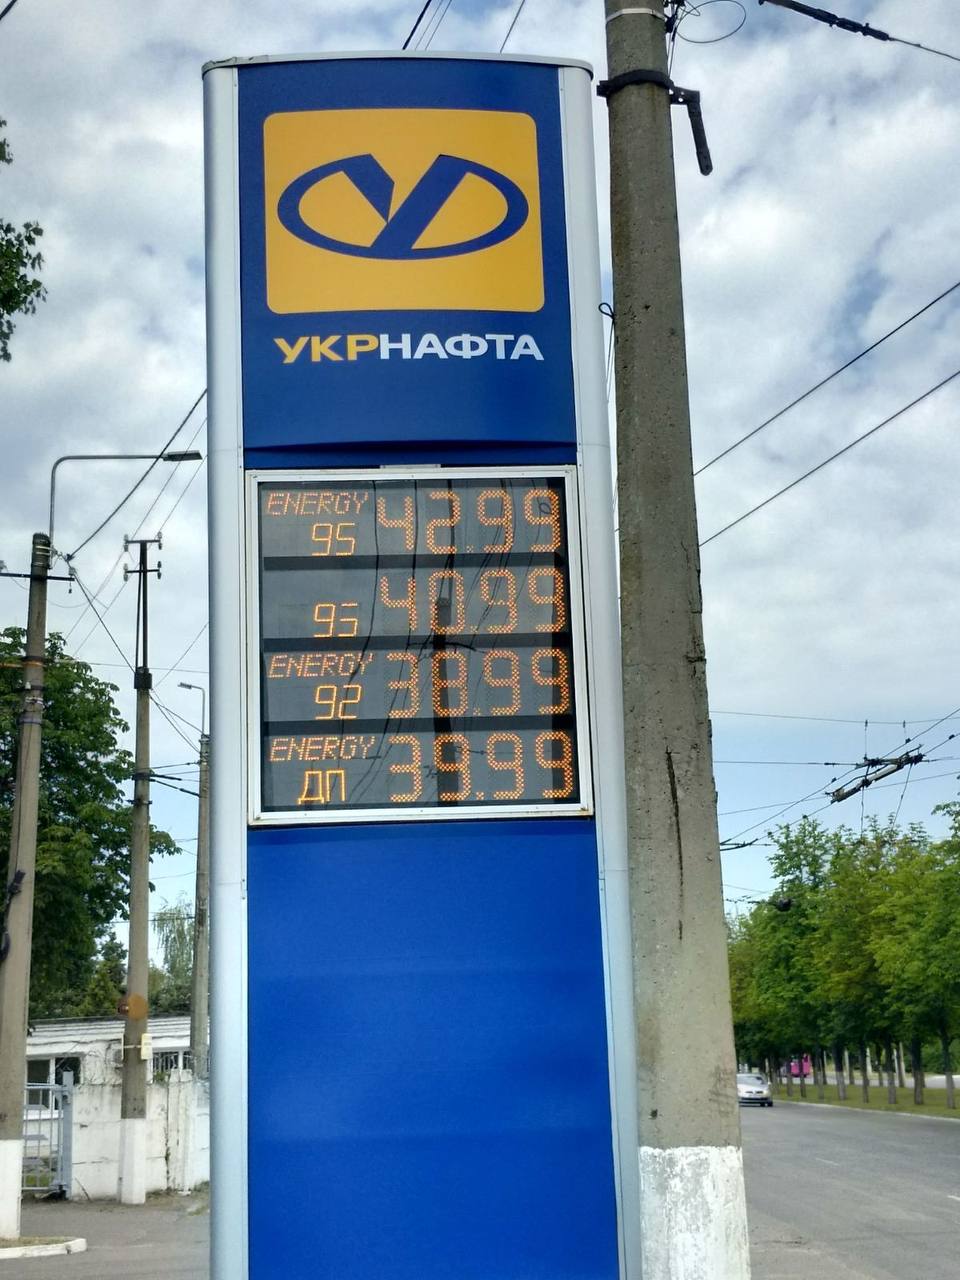 УКРНАФТА
ENERGY 95 42.99
95 40.99
ENERGY 92 38.99
ENERGY ДП 39.99